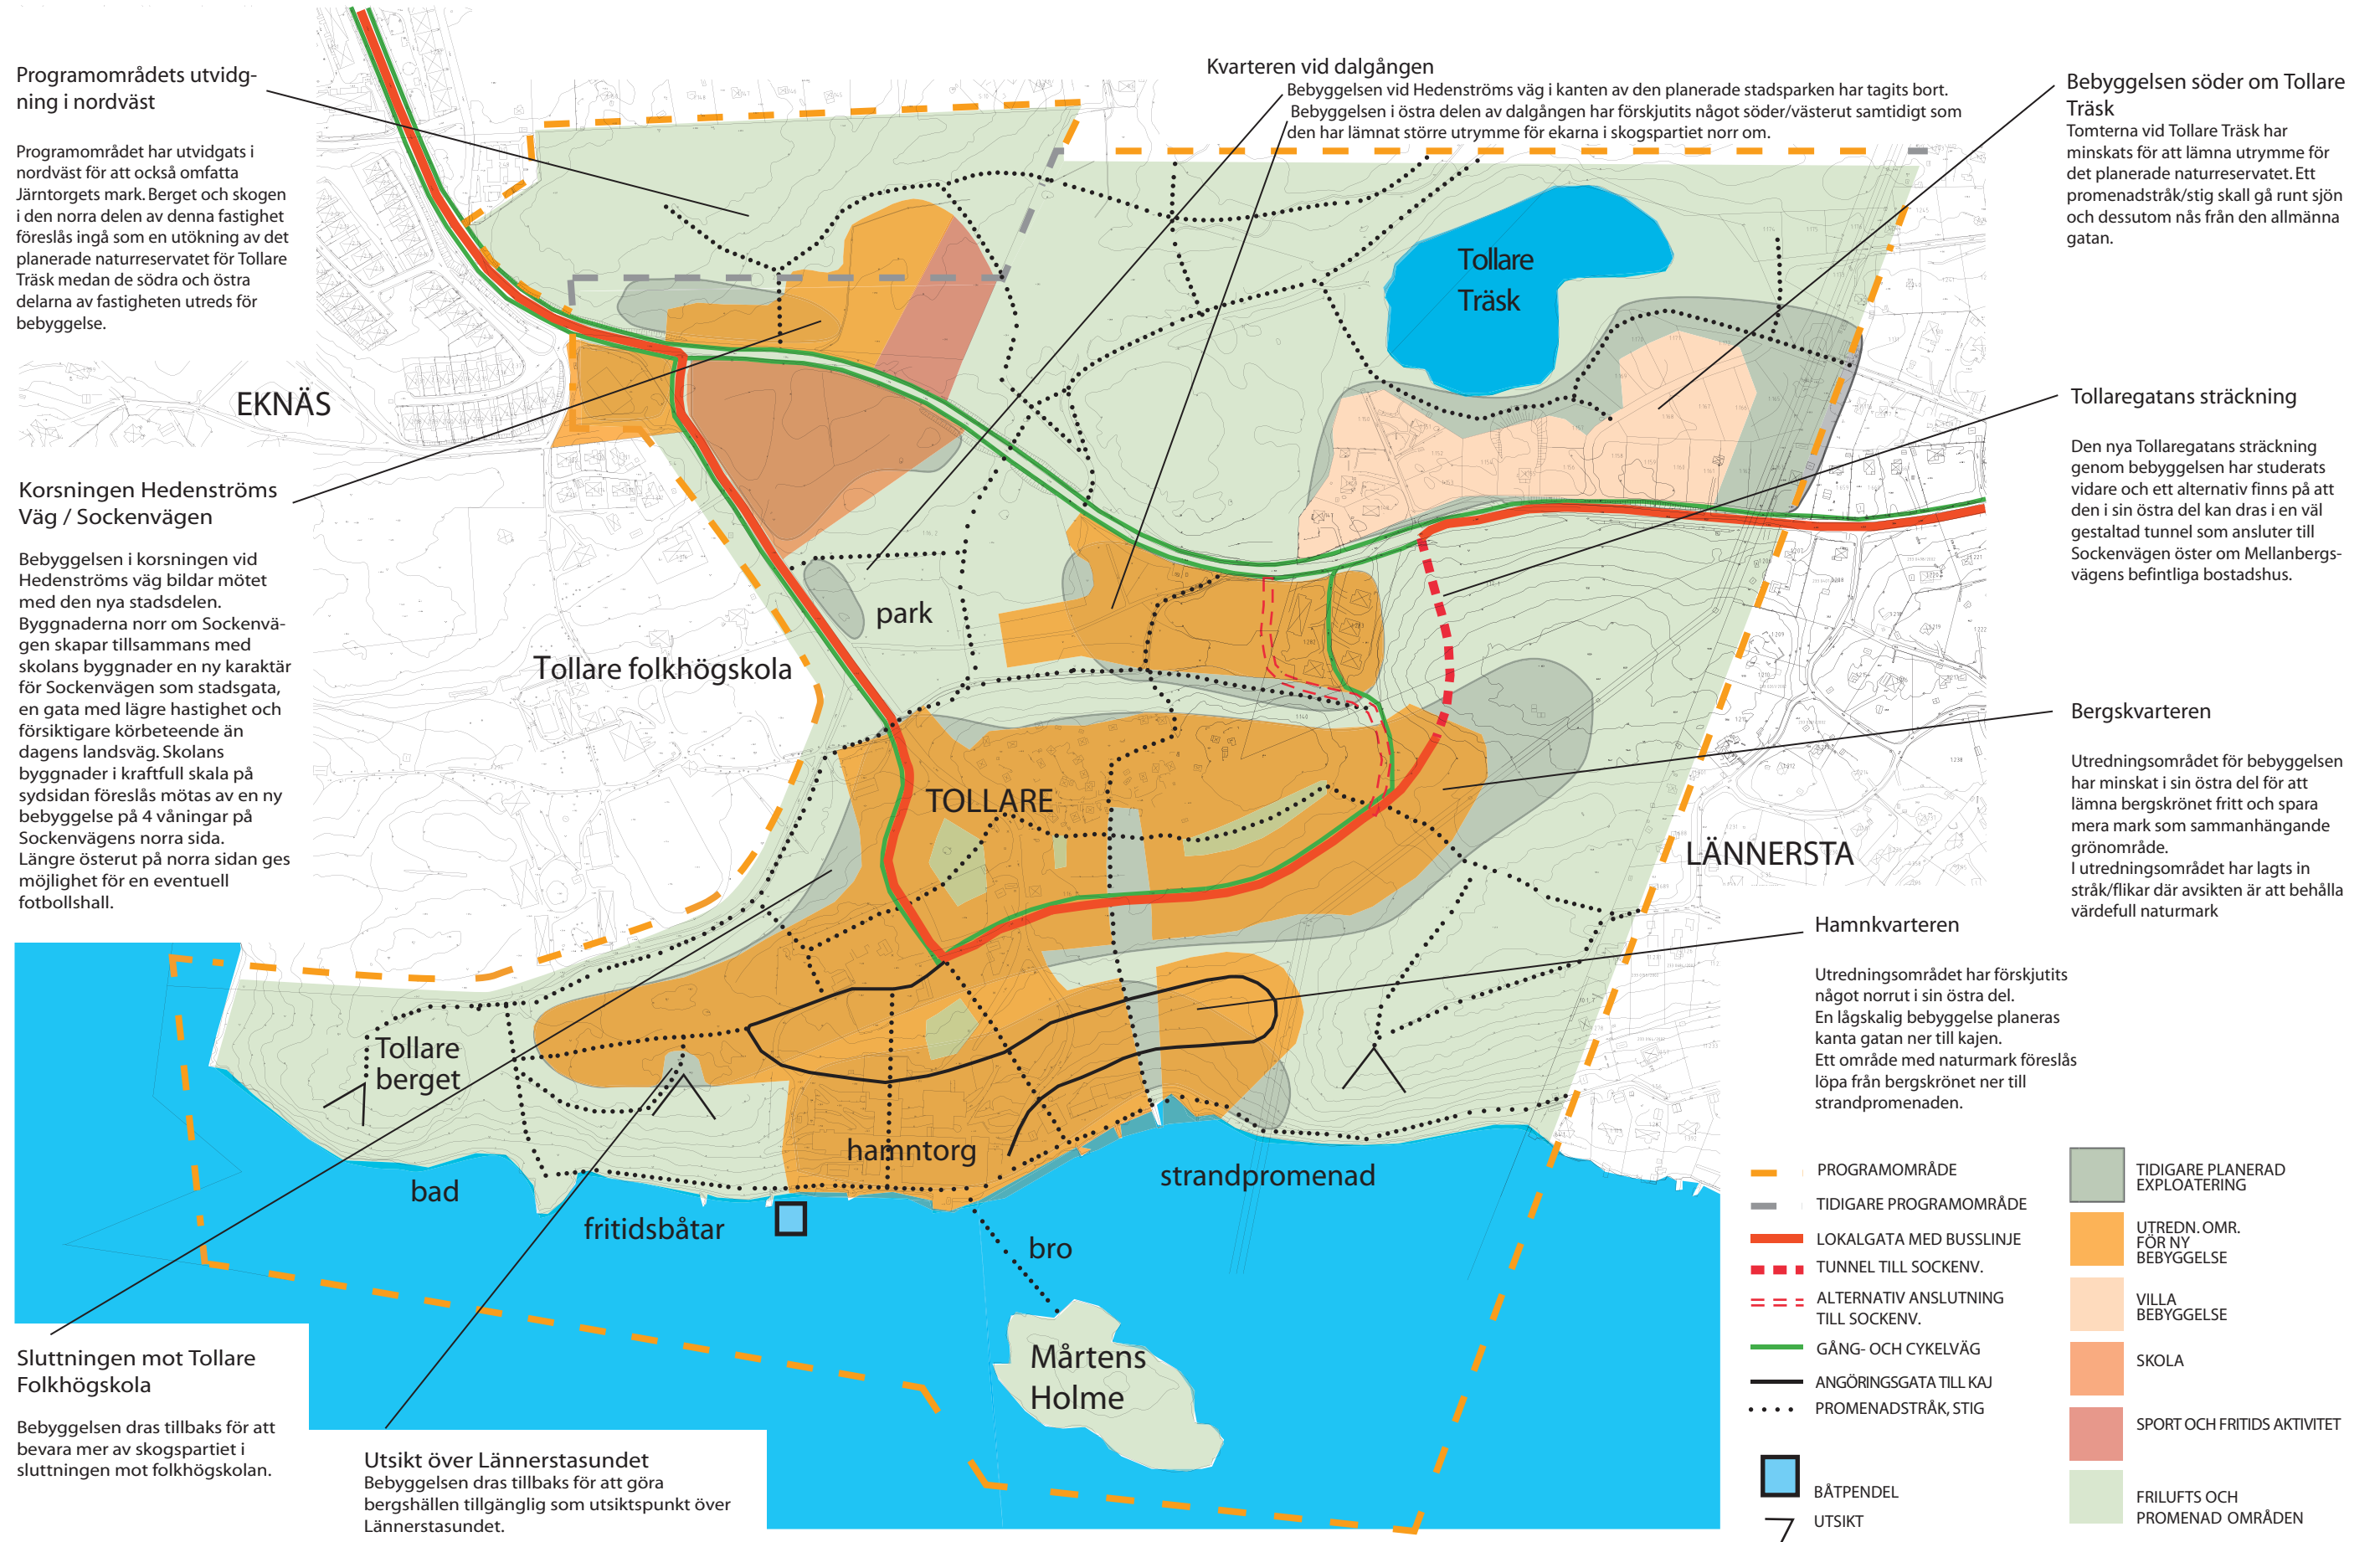 Programområdets utvidg-
ning i nordväst
Programområdet har utvidgats i
nordväst för att också omfatta
Järntorgets mark. Berget och skogen
i den norra delen av denna fastighet
föreslås ingå som en utökning av det
planerade naturreservatet för Tollare
Träsk medan de södra och östra
delarna av fastigheten utreds för
bebyggelse.
Kvarteren vid dalgången
Bebyggelsen vid Hedenströms väg i kanten av den planerade stadsparken har tagits bort.
Bebyggelsen i östra delen av dalgången har förskjutits något söder/västerut samtidigt som
den har lämnat större utrymme för ekarna i skogspartiet norr om.
Bebyggelsen söder om Tollare
Träsk
Tomterna vid Tollare Träsk har
minskats för att lämna utrymme för
det planerade naturreservatet. Ett
promenadstråk/stig skall gå runt sjön
och dessutom nås från den allmänna
gatan.
Tollare
Träsk
EKNÄS
Tollaregatans sträckning
Den nya Tollaregatans sträckning
genom bebyggelsen har studerats
vidare och ett alternativ finns på att
den i sin östra del kan dras i en väl
gestaltad tunnel som ansluter till
Sockenvägen öster om Mellanbergs-
vägens befintliga bostadshus.
Korsningen Hedenströms
Väg / Sockenvägen
Bebyggelsen i korsningen vid
Hedenströms väg bildar mötet
med den nya stadsdelen.
Byggnaderna norr om Sockenvä-
gen skapar tillsammans med
skolans byggnader en ny karaktär
för Sockenvägen som stadsgata,
en gata med lägre hastighet och
försiktigare körbeteende än
dagens landsväg. Skolans
byggnader i kraftfull skala på
sydsidan föreslås mötas av en ny
bebyggelse på 4 våningar på
Sockenvägens norra sida.
Längre österut på norra sidan ges
möjlighet för en eventuell
fotbollshall.
park
Tollare folkhögskola
TOLLARE
LÄNNERSTA
Bergskvarteren
Utredningsområdet för bebyggelsen
har minskat i sin östra del för att
lämna bergskrönet fritt och spara
mera mark som sammanhängande
grönområde.
I utredningsområdet har lagts in
stråk/flikar där avsikten är att behålla
värdefull naturmark
Hamnkvarteren
Utredningsområdet har förskjutits
något norrut i sin östra del.
En lågskalig bebyggelse planeras
kanta gatan ner till kajen.
Ett område med naturmark föreslås
löpa från bergskrönet ner till
strandpromenaden.
Tollare
berget
hamntorg
strandpromenad
bad
fritidsbåtar
bro
Mårtens
Holme
Sluttningen mot Tollare
Folkhögskola
Bebyggelsen dras tillbaks för att
bevara mer av skogspartiet i
sluttningen mot folkhögskolan.
Utsikt över Lännerstasundet
Bebyggelsen dras tillbaks för att göra
bergshällen tillgänglig som utsiktspunkt över
Lännerstasundet.
PROGRAMOMRÅDE
TIDIGARE PROGRAMOMRÅDE
LOKALGATA MED BUSSLINJE
TUNNEL TILL SOCKENV.
ALTERNATIV ANSLUTNING
TILL SOCKENV.
GÅNG- OCH CYKELVÄG
ANGÖRINGSGATA TILL KAJ
PROMENADSTRÅK, STIG
BÅTPENDEL
UTSIKT
TIDIGARE PLANERAD
EXPLOATERING
UTREDN. OMR.
FÖR NY
BEBYGGELSE
VILLA
BEBYGGELSE
SKOLA
SPORT OCH FRITIDS AKTIVITET
FRILUFTS OCH
PROMENAD OMRÅDEN